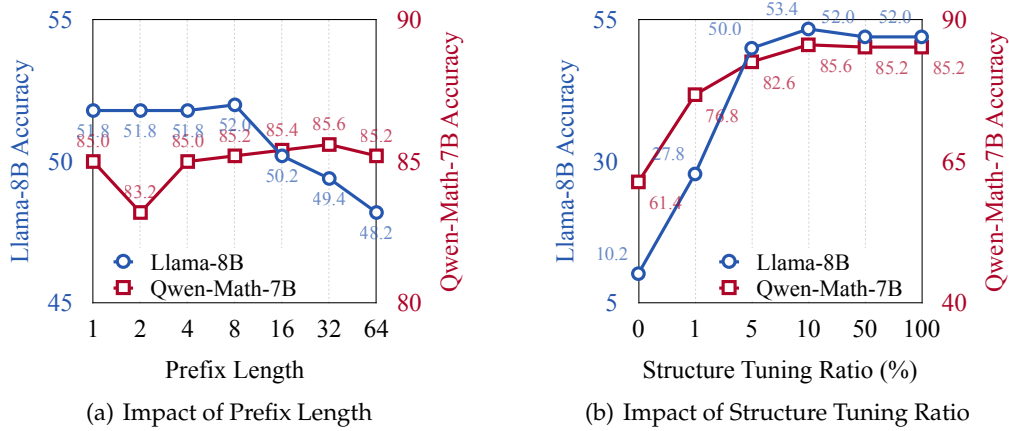 55
50
45
Llama-8B Accuracy
51.8
51.8
51.8
52.0
50.2
49.4
48.2
85.0
83.2
85.0
85.2
85.4
85.6
85.2
Llama-8B
Qwen-Math-7B
90
85
80
Qwen-Math-7B Accuracy
1 2 4 8 16 32 64
Prefix Length
(a) Impact of Prefix Length
55
30
5
Llama-8B Accuracy
10.2
27.8
50.0
53.4
52.0
52.0
61.4
76.8
82.6
85.6
85.2
85.2
Llama-8B
Qwen-Math-7B
90
65
40
Qwen-Math-7B Accuracy
0 1 5 10 50 100
Structure Tuning Ratio (%)
(b) Impact of Structure Tuning Ratio